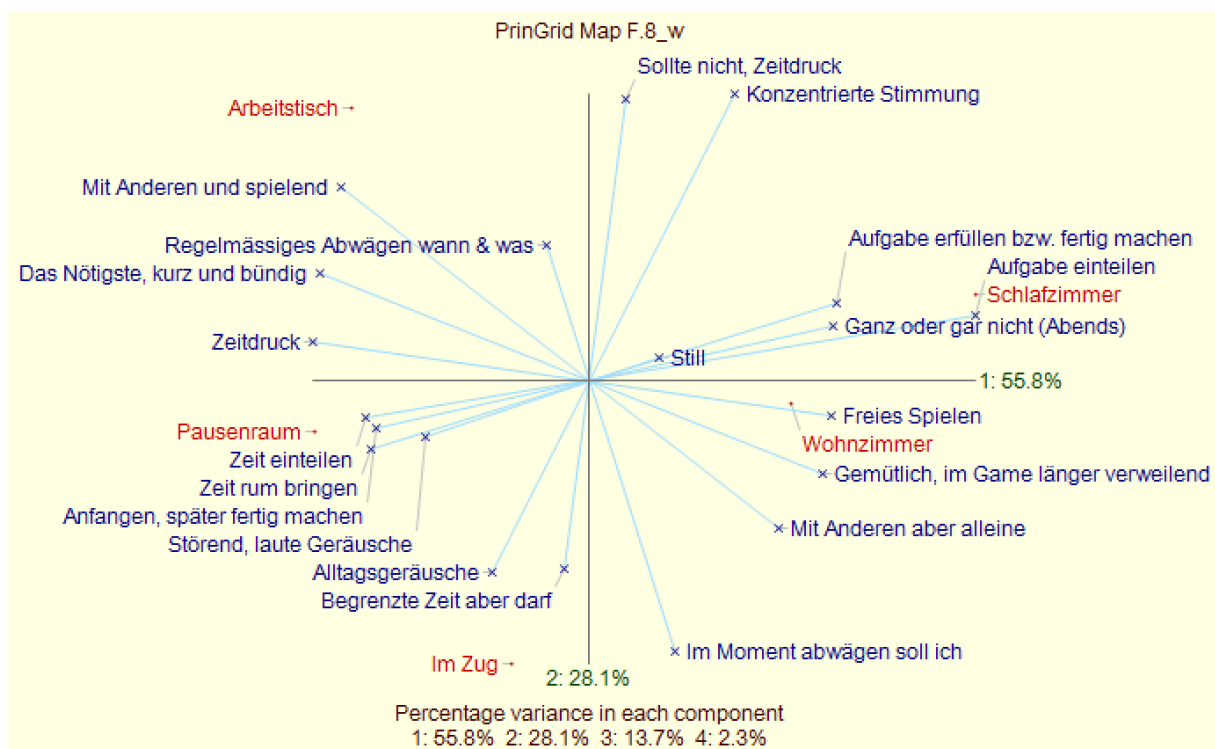 PrinGrid Map F.8_w
Sollte nicht, Zeitdruck
Konzentrierte Stimmung
Arbeitstisch
Mit Anderen und spielend
Regelmässiges Abwägen wann & was
Aufgabe erfüllen bzw. fertig machen
Das Nötigste, kurz und bündig
Aufgabe einteilen
Schlafzimmer
Ganz oder gar nicht (Abends)
Zeitdruck
Still
1: 55.8%
Freies Spielen
Pausenraum
Wohnzimmer
Zeit einteilen
Gemütlich, im Game länger verweilend
Zeit rum bringen
Anfangen, später fertig machen
Mit Anderen aber alleine
Störend, laute Geräusche
Alltagsgeräusche
Begrenzte Zeit aber darf
Im Moment abwägen soll ich
Im Zug
2: 28.1%
Percentage variance in each component
1: 55.8% 2: 28.1% 3: 13.7% 4: 2.3%